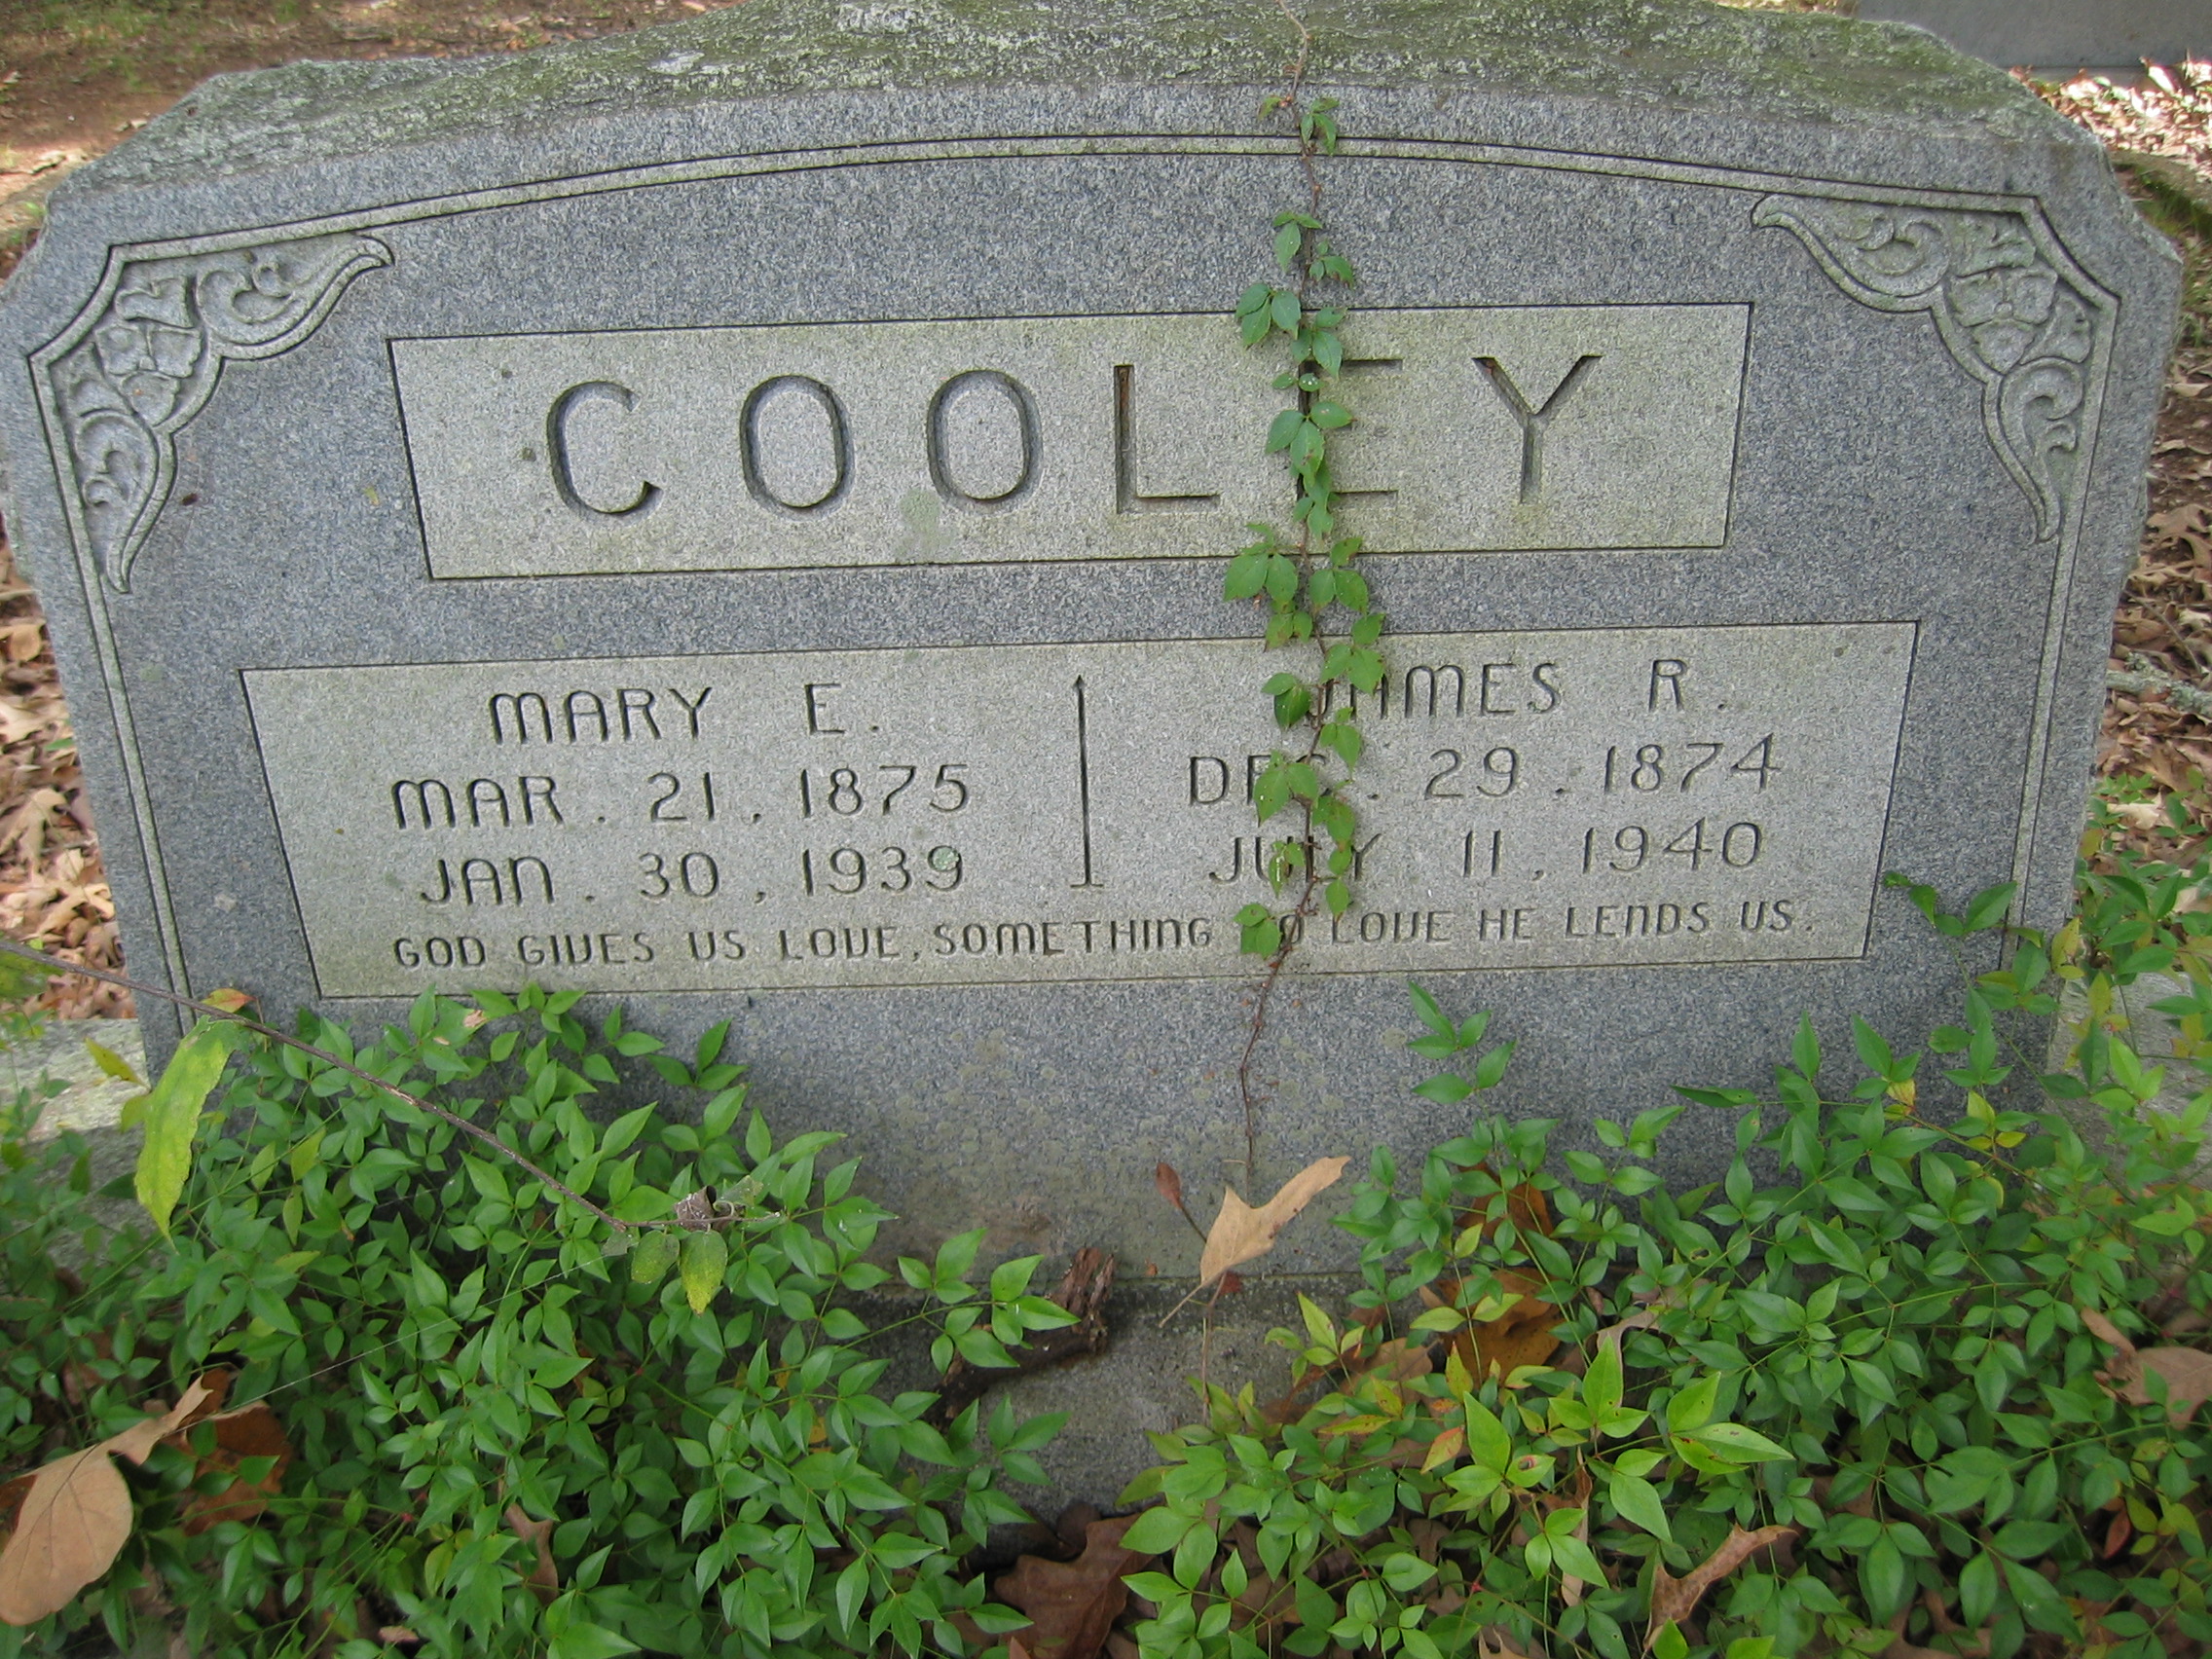 COOLEY
MARY E.
MAR. 21, 1875
JAN. 30, 1939
JAMES R.
DEC. 29, 1874
JULY 11, 1940
GOD GIVES US LOVE, SOMETHING TO LOVE HE LENDS US.